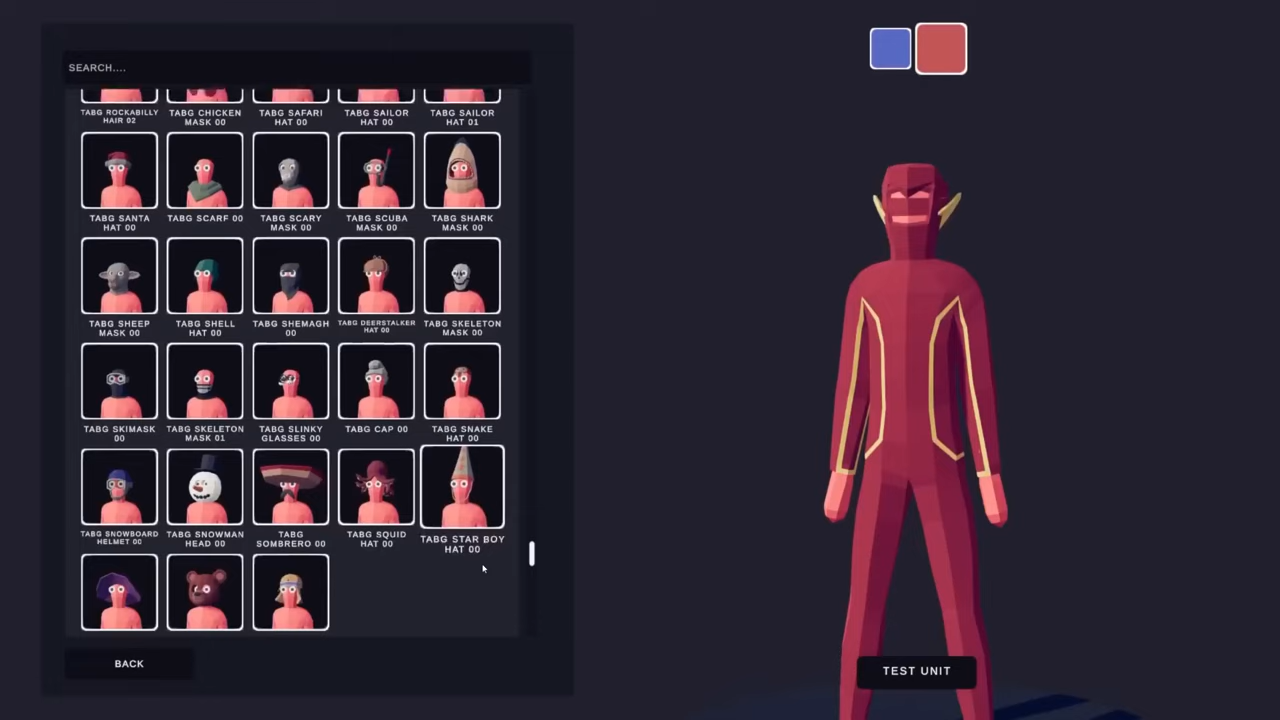 SEARCH....
TABG ROCKABILLY
HAIR 02
TABG CHICKEN
MASK 00
TABG SAFARI
HAT 00
TABG SAILOR
HAT 00
TABG SAILOR
HAT 01
TABG SANTA
HAT 00
TABG SCARF 00
TABG SCARY
MASK 00
TABG SCUBA
MASK 00
TABG SHARK
MASK 00
TABG SHEEP
MASK 00
TABG SHELL
HAT 00
TABG SHEMAGH
00
TABG DEERSTALKER
HAT 00
TABG SKELETON
MASK 00
TABG SKIMASK
00
TABG SKELETON
MASK 01
TABG SLINKY
GLASSES 00
TABG CAP 00
TABG SNAKE
HAT 00
TABG SNOWBOARD
HELMET 00
TABG SNOWMAN
HEAD 00
TABG
SOMBRERO 00
TABG SQUID
HAT 00
TABG STAR BOY
HAT 00
BACK
TEST UNIT